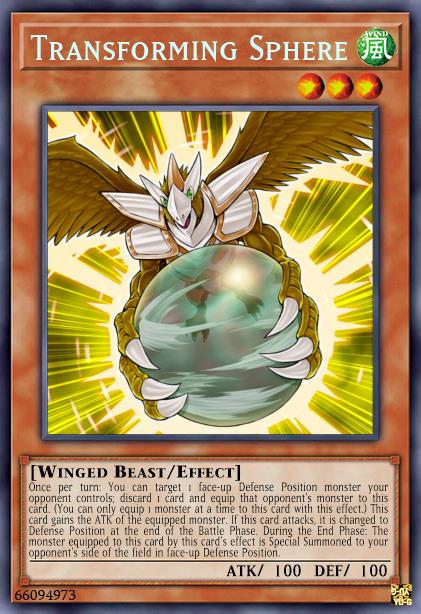 TRANSFORMING SPHERE
WIND
風
[WINGED BEAST/EFFECT]
Once per turn: You can target 1 face-up Defense Position monster your
opponent controls; discard 1 card and equip that opponent's monster to this
card. (You can only equip 1 monster at a time to this card with this effect.) This
card gains the ATK of the equipped monster. If this card attacks, it is changed to
Defense Position at the end of the Battle Phase. During the End Phase: The
monster equipped to this card by this card's effect is Special Summoned to your
opponent's side of the field in face-up Defense Position.
ATK/ 100 DEF/ 100
66094973